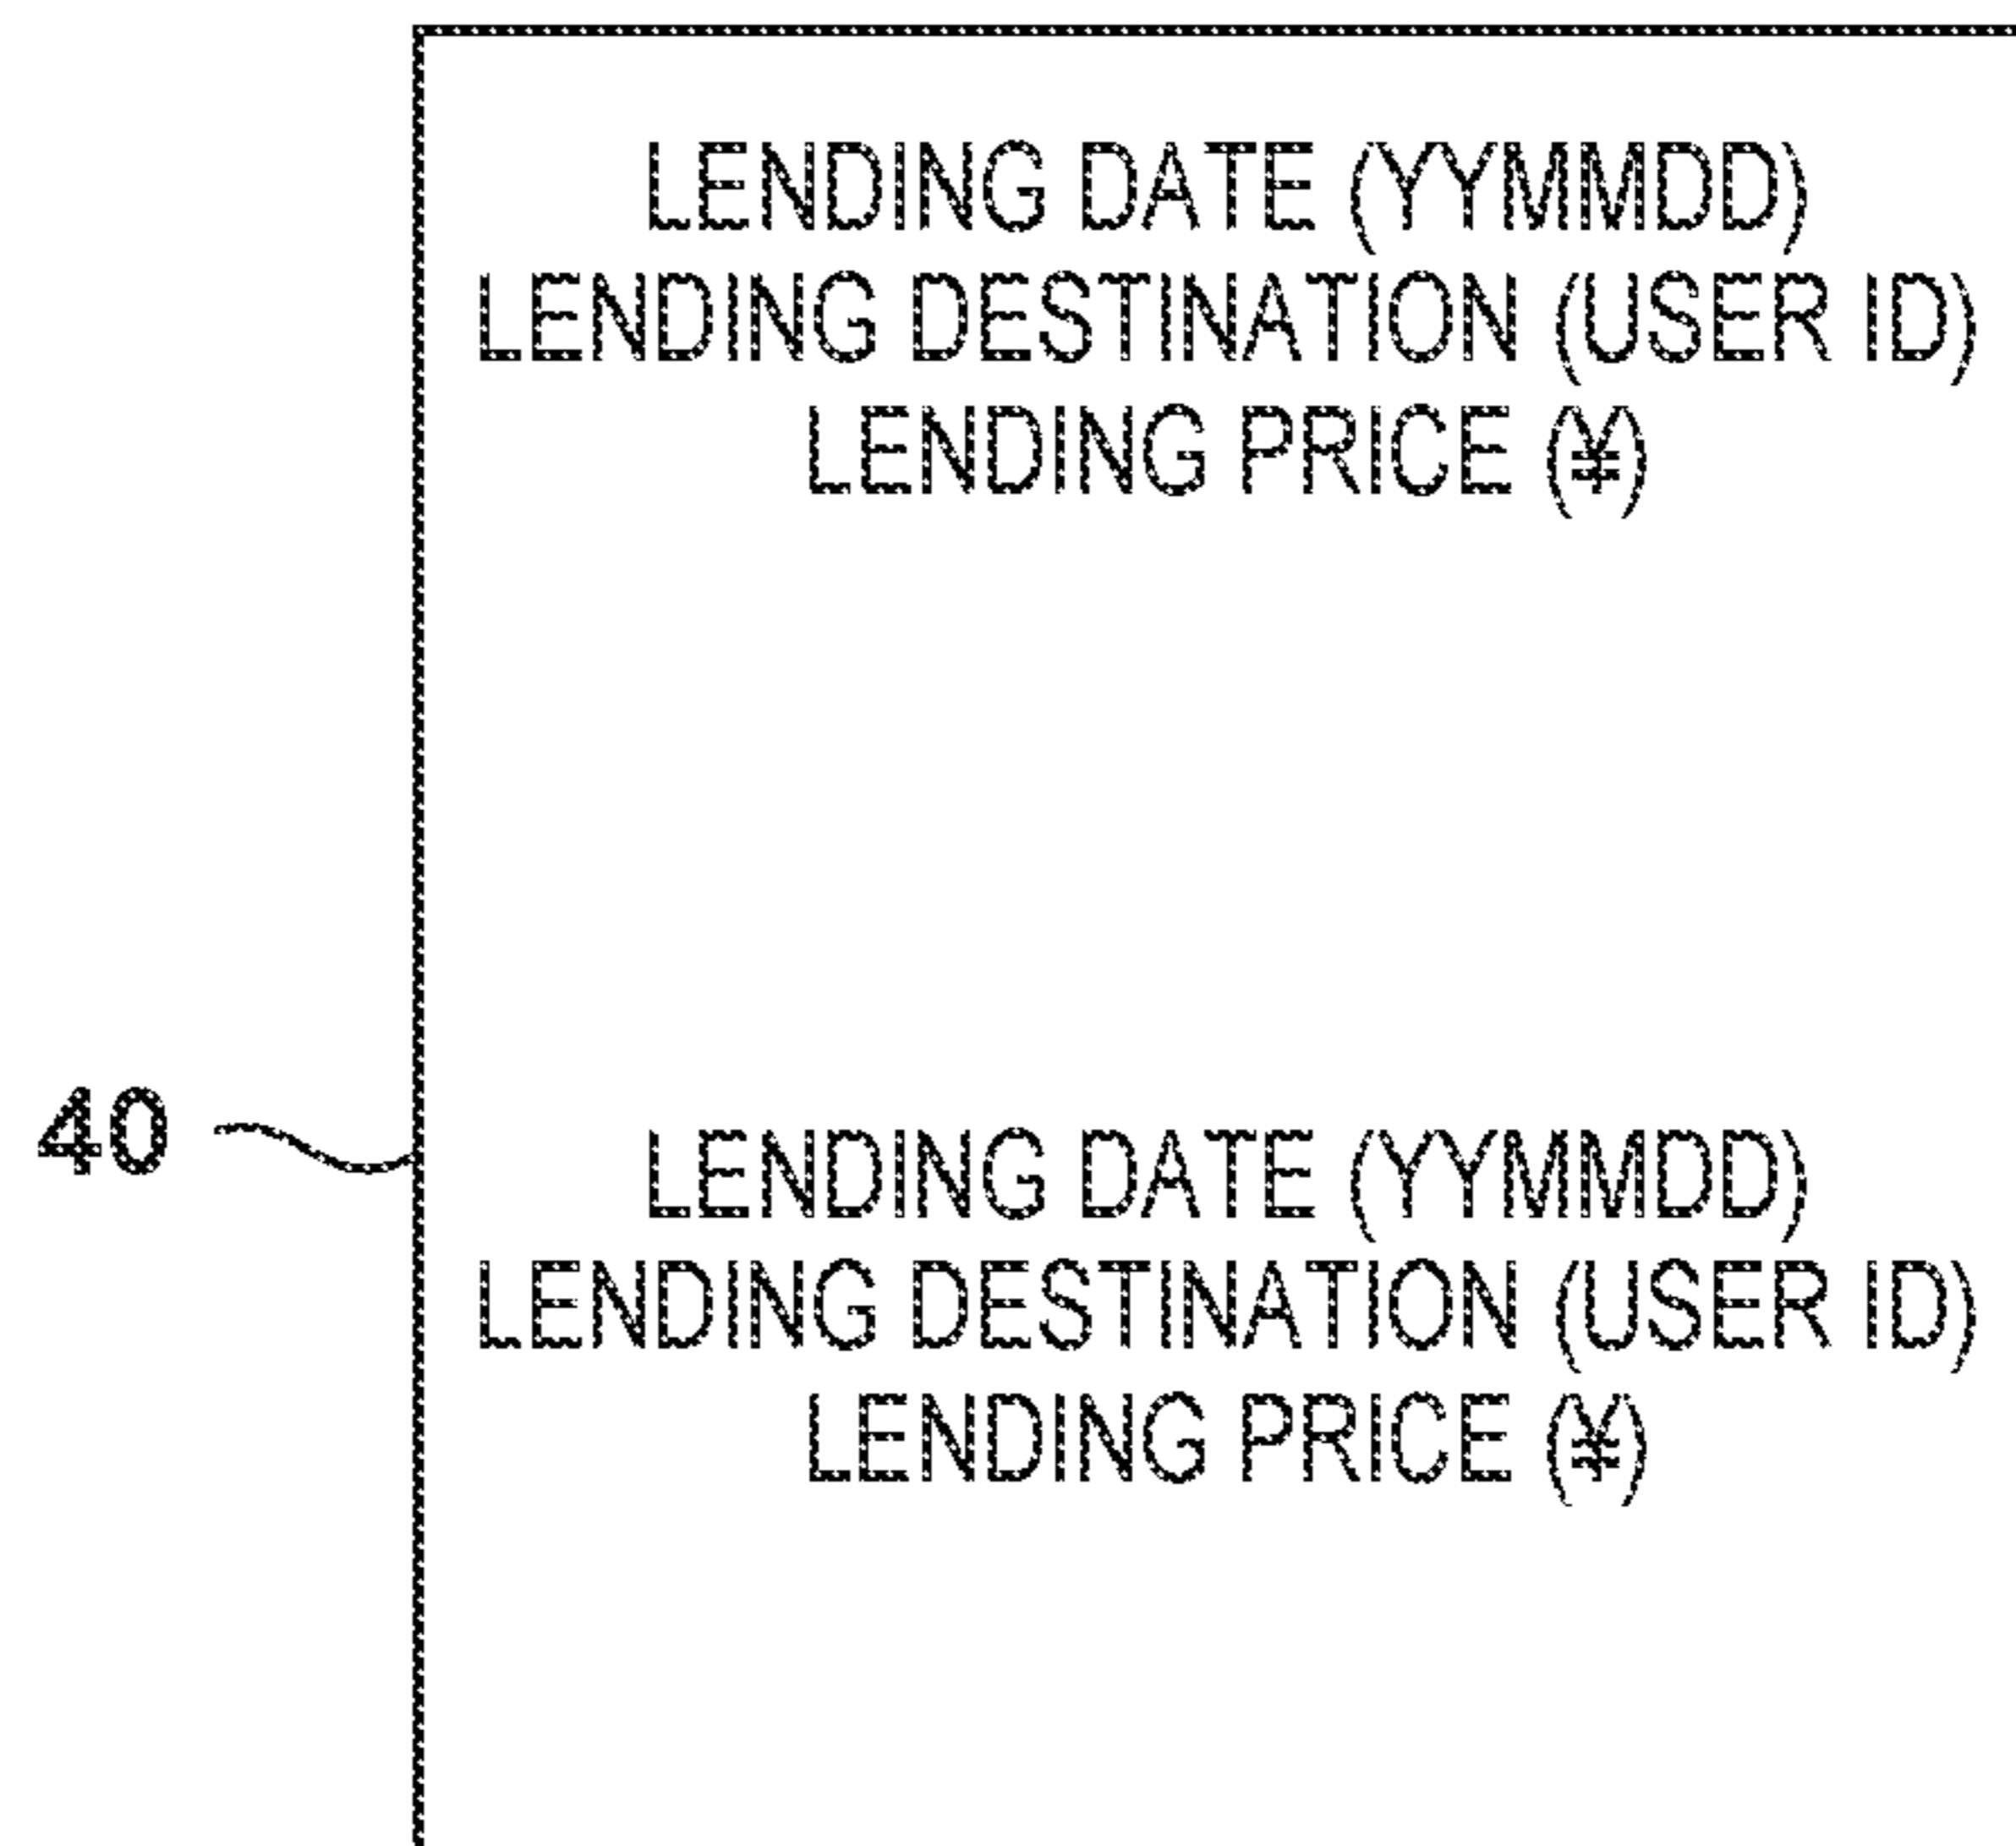 LENDING DATE (YYMMDD)
LENDING DESTINATION (USER ID)
LENDING PRICE (¥)
40
LENDING DATE (YYMMDD)
LENDING DESTINATION (USER ID)
LENDING PRICE (¥)